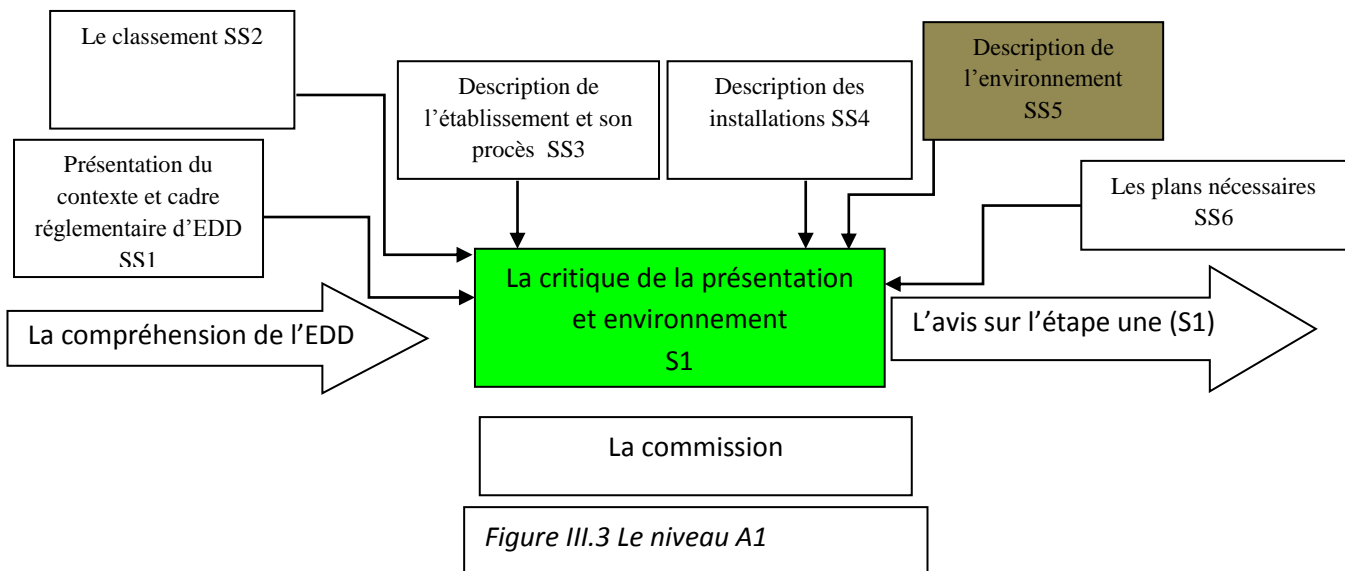 Le classement SS2
Présentation du
contexte et cadre
réglementaire d'EDD
SS1
Description de
l'établissement et son
procès SS3
Description des
installations SS4
Description de
l'environnement
SS5
Les plans nécessaires
SS6
La compréhension de l'EDD
La critique de la présentation
et environnement
S1
L'avis sur l'étape une (S1)
La commission
Figure III.3 Le niveau A1